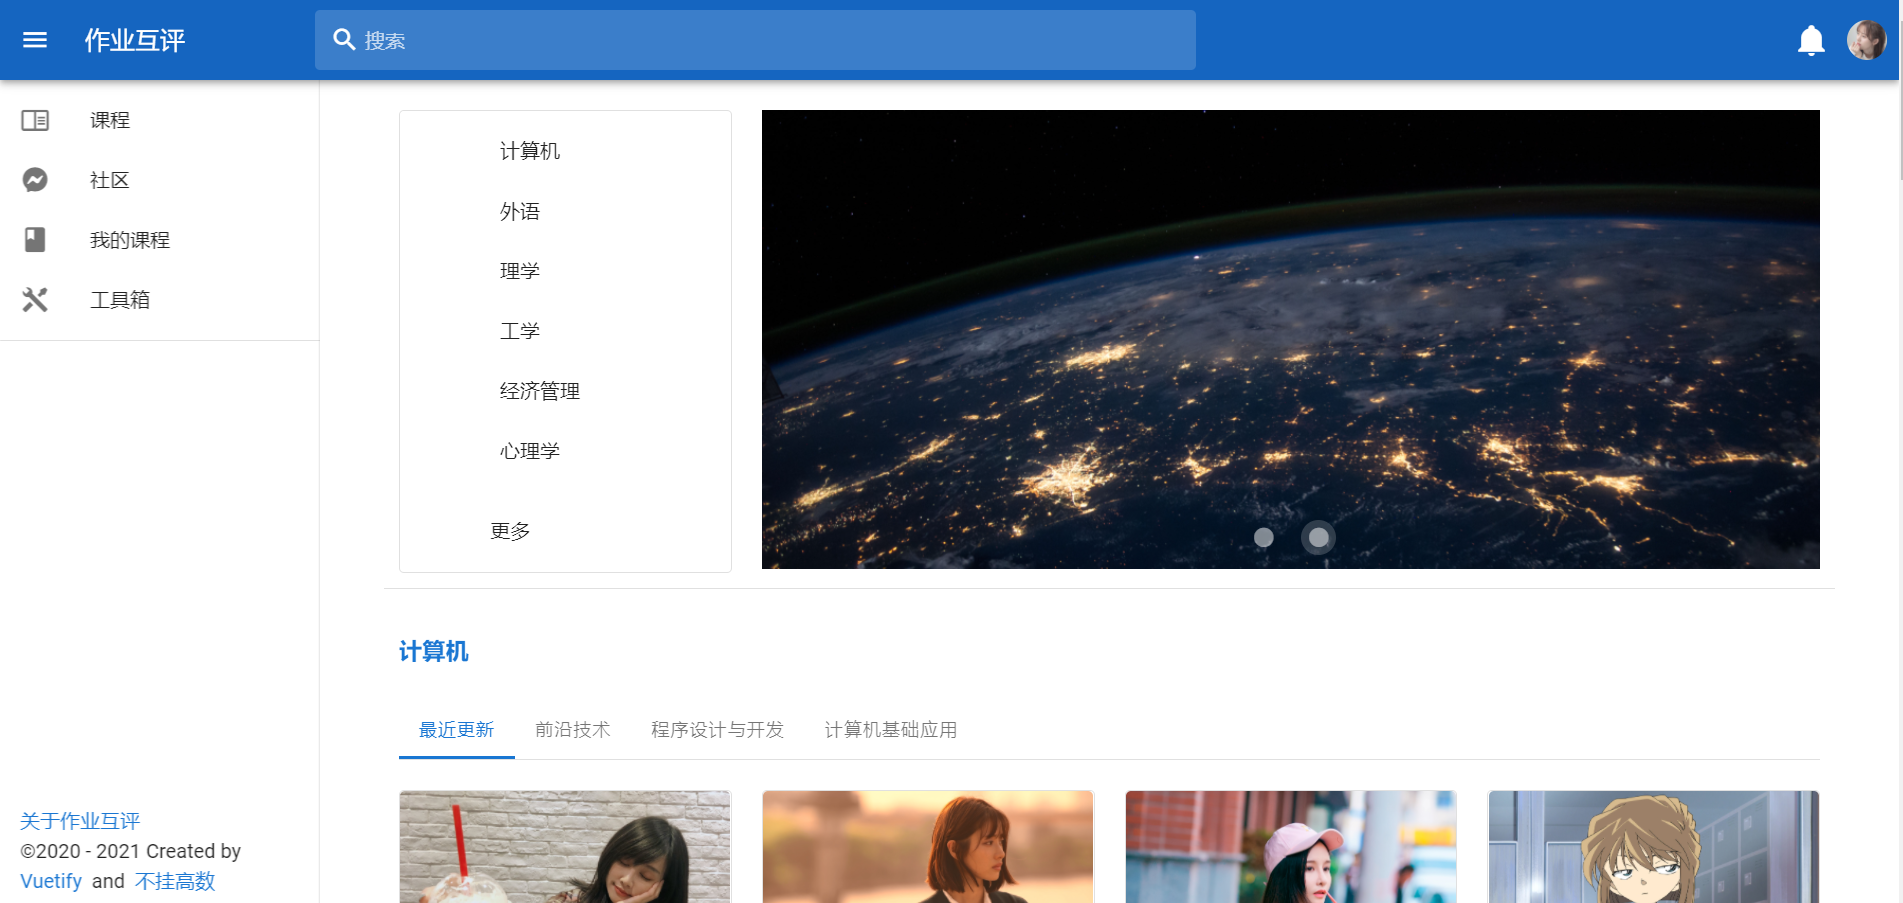 作业互评
搜索
课程
社区
我的课程
工具箱
计算机
外语
理学
工学
经济管理
心理学
更多
计算机
最近更新 前沿技术 程序设计与开发 计算机基础应用
关于作业互评
©2020 - 2021 Created by
Vuetify and 不挂高数